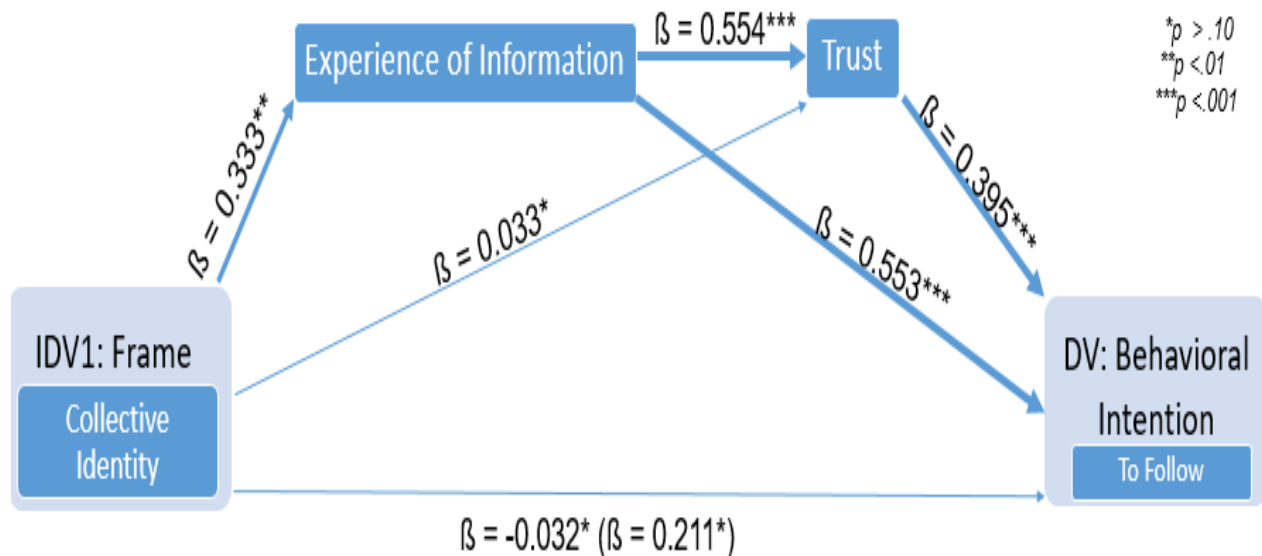 ß = 0.554***
*p > .10
**p <.01
***p <.001
Experience of Information
Trust
ß = 0.333**
ß = 0.033*
ß = 0.395***
ß = 0.553***
IDV1: Frame
Collective
Identity
DV: Behavioral
Intention
To Follow
ß = -0.032* (ß = 0.211*)